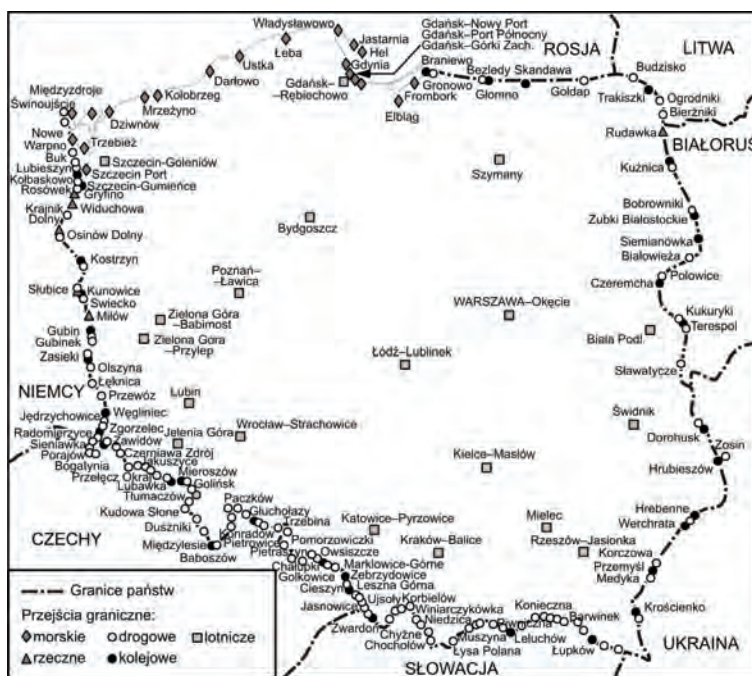 Władysławowo
Jastarnia
Hel
Gdynia
Gdańsk–Nowy Port
Gdańsk–Port Północny
Gdańsk–Górki Zach.
ROSJA
LITWA
Łeba
Ustka
Darłowo
Kołobrzeg
Mrzeżyno
Dziwnów
Międzyzdroje
Świnoujście
Gdańsk–
–Rębiechowo
Braniewo
Gronowo
Frombork
Elbląg
Bezledy
Skandawa
Głomno
Gołdap
Budzisko
Trakiszki
Ogrodniki
Bierżniki
Rudawka
BIAŁORUŚ
Nowe
Warpno
Trzebież
Buk
Lubieszyn
Kołbaskowo
Rosówek
Szczecin-Goleniów
Szczecin Port
Szczecin-Gumieńce
Gryfino
Krajnik
Dolny
Widuchowa
Osinów Dolny
Szymany
Kuźnica
Bobrowniki
Zubki Białostockie
Siemianówka
Białowieża
Bydgoszcz
Kostrzyn
Słubice
Kunowice
Świecko
Miłów
Gubin
Gubinek
Zasieki
Olszyna
Łęknica
Przewóz
Poznań–
–Ławica
Zielona Góra
–Babimost
Zielona Góra
–Przylep
WARSZAWA–Okęcie
Łódź–Lublinek
Połowice
Czeremcha
Kukuryki
Terespol
Biała Podl.
Sławatycze
NIEMCY
Lubin
Jędrzychowice
Węgliniec
Zgorzelec
Radomierzyce
Sieniawka
Zawidów
Porajów
Bogatynia
Czerniawa Zdrój
Jakuszyce
Przełęcz Okraj
Lubawka
Mieroszów
Golińsk
Tłumaczów
Jelenia Góra
Wrocław–Strachowice
Świdnik
Dorohusk
Zosin
Hrubieszów
Kielce–Masłów
Kudowa Słone
Duszniki
Międzylesie
Boboszów
Paczków
Głuchołazy
Konradów
Pietrowice
Trzebina
Pomorzowiczki
Pietraszyn
Owsiszcze
Chałupki
Gołkowice
Marklowice-Górne
Zebrzydowice
Cieszyn
Leszna Górna
Jasnowice
Katowice–Pyrzowice
Kraków–Balice
Mielec
Rzeszów–Jasionka
Hrebenne
Werchrata
Korczowa
Przemyśl
Medyka
Krościenko
CZECHY
Ujsoły
Korbielów
Zwardoń
Winiarczykówka
Niedzica
Chyżne
Chochołów
Łysa Polana
Muszyna
Piwniczna
Leluchów
Konieczna
Barwinek
Łupków
SŁOWACJA
UKRAINA
Granice państw
Przejścia graniczne:
morskie
drogowe
lotnicze
rzeczne
kolejowe